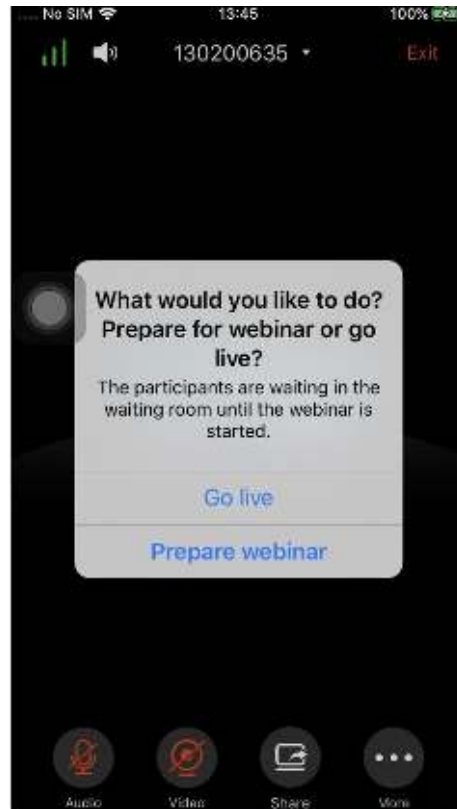 No SIM 13:45 100%
130200635 Exit
What would you like to do?
Prepare for webinar or go
live?
The participants are waiting in the
waiting room until the webinar is
started.
Go live
Prepare webinar
Audio Video Share More